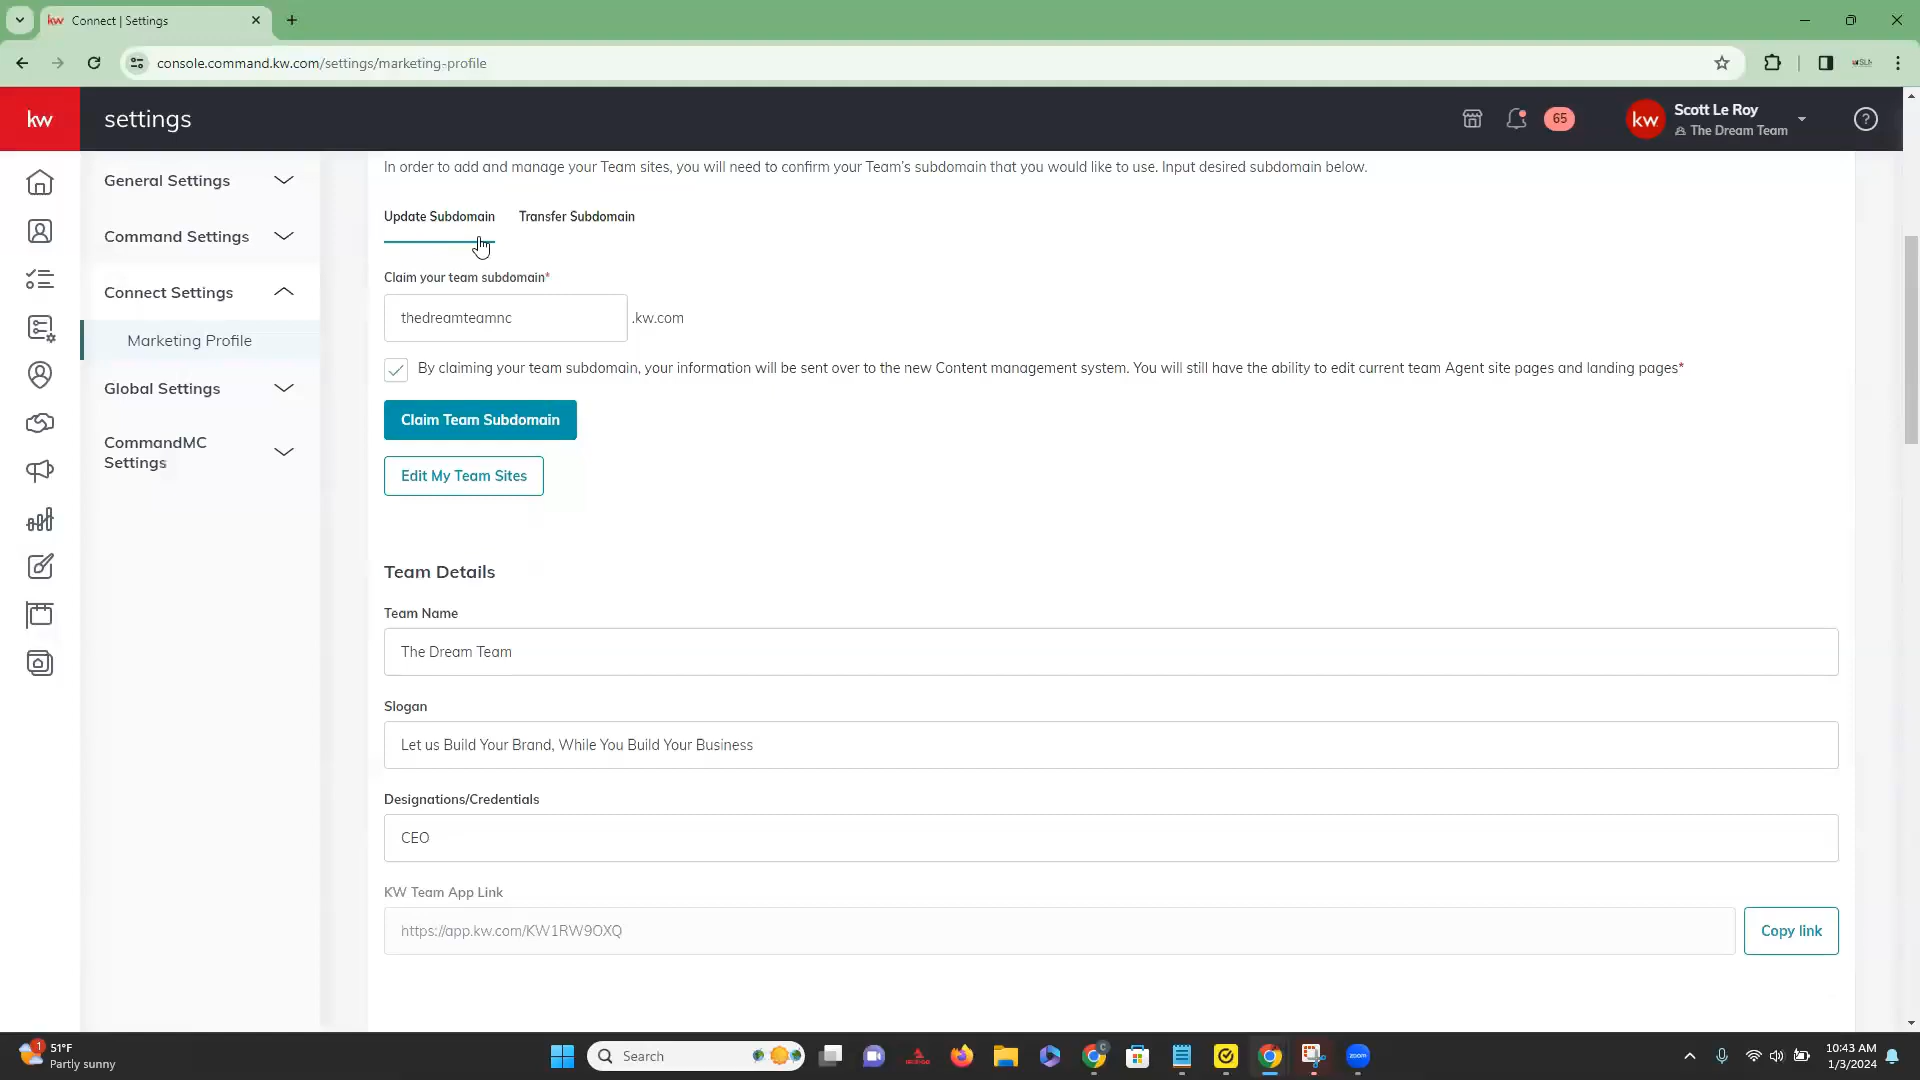 kw
Connect | Settings
console.command.kw.com/settings/marketing-profile
kw
settings
65
kw
Scott Le Roy
The Dream Team
?
General Settings
Command Settings
Connect Settings
Marketing Profile
Global Settings
CommandMC
Settings
In order to add and manage your Team sites, you will need to confirm your Team's subdomain that you would like to use. Input desired subdomain below.
Update Subdomain
Transfer Subdomain
Claim your team subdomain*
thedreamteamnc
.kw.com
By claiming your team subdomain, your information will be sent over to the new Content management system. You will still have the ability to edit current team Agent site pages and landing pages*
Claim Team Subdomain
Edit My Team Sites
Team Details
Team Name
The Dream Team
Slogan
Let us Build Your Brand, While You Build Your Business
Designations/Credentials
CEO
KW Team App Link
https://app.kw.com/KW1RW9OXQ
Copy link
1
51°F
Partly sunny
Search
C
zoom
10:43 AM
1/3/2024